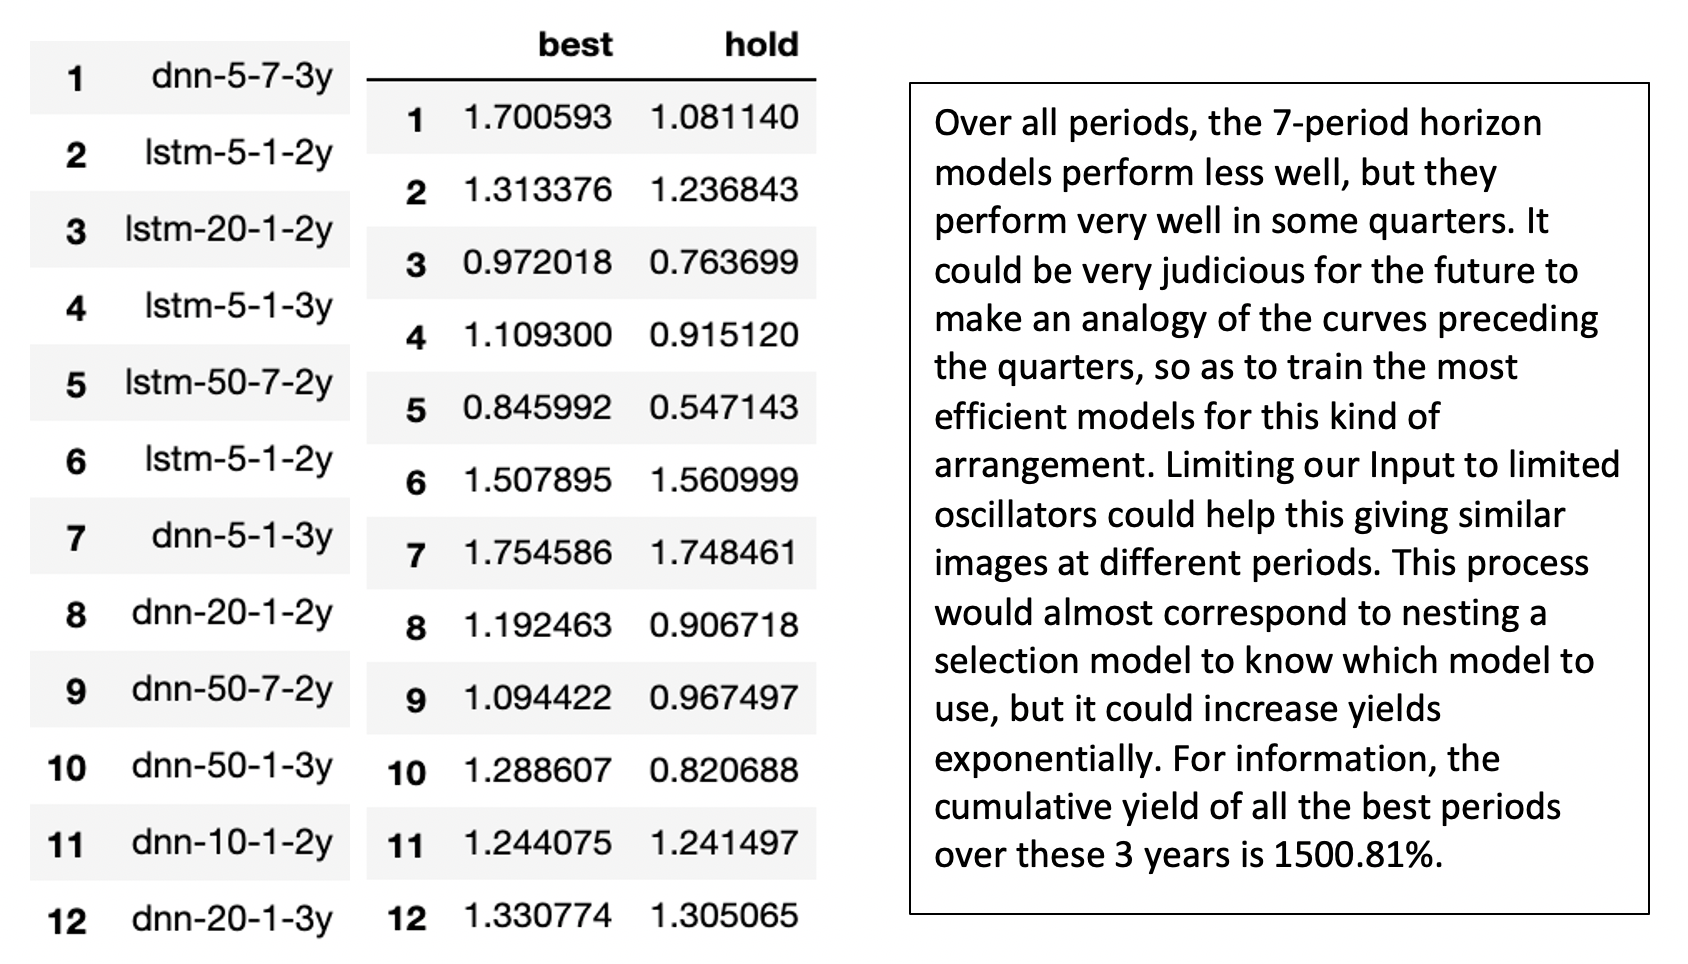 1 dnn-5-7-3y
2 lstm-5-1-2y
3 lstm-20-1-2y
4 lstm-5-1-3y
5 lstm-50-7-2y
6 lstm-5-1-2y
7 dnn-5-1-3y
8 dnn-20-1-2y
9 dnn-50-7-2y
10 dnn-50-1-3y
11 dnn-10-1-2y
12 dnn-20-1-3y
best hold
1 1.700593 1.081140
2 1.313376 1.236843
3 0.972018 0.763699
4 1.109300 0.915120
5 0.845992 0.547143
6 1.507895 1.560999
7 1.754586 1.748461
8 1.192463 0.906718
9 1.094422 0.967497
10 1.288607 0.820688
11 1.244075 1.241497
12 1.330774 1.305065
Over all periods, the 7-period horizon
models perform less well, but they
perform very well in some quarters. It
could be very judicious for the future to
make an analogy of the curves preceding
the quarters, so as to train the most
efficient models for this kind of
arrangement. Limiting our Input to limited
oscillators could help this giving similar
images at different periods. This process
would almost correspond to nesting a
selection model to know which model to
use, but it could increase yields
exponentially. For information, the
cumulative yield of all the best periods
over these 3 years is 1500.81%.